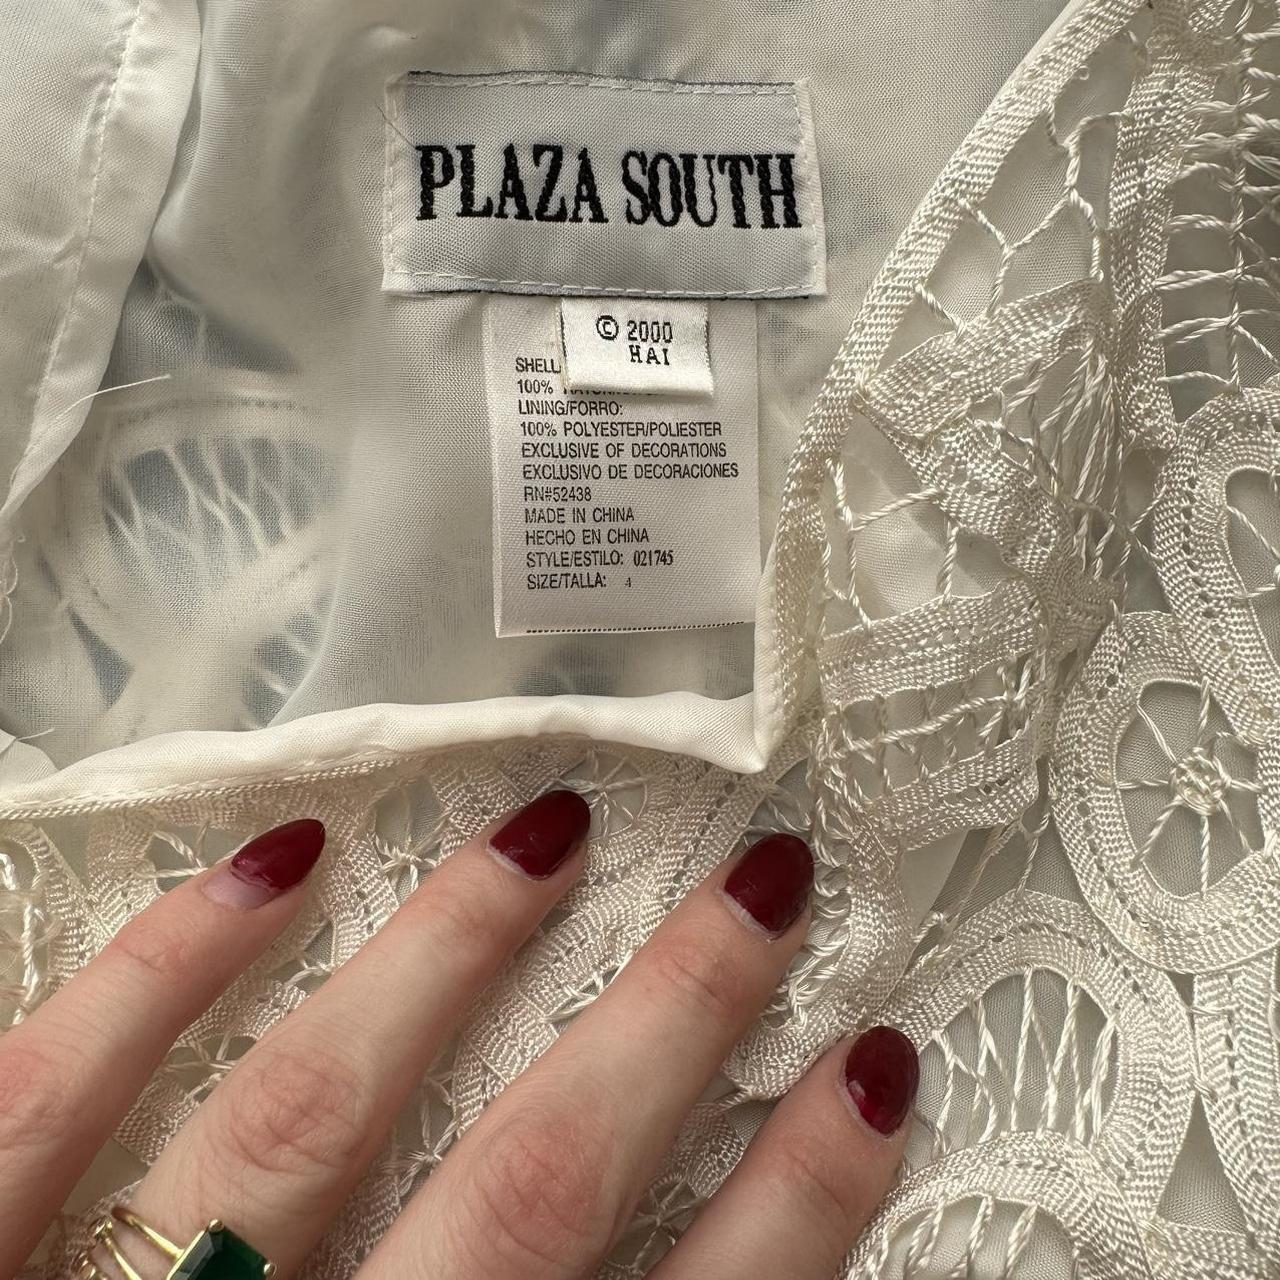 PLAZA SOUTH
© 2000
HAI
SHELL
100%
LINING/FORRO:
100% POLYESTER/POLIESTER
EXCLUSIVE OF DECORATIONS
EXCLUSIVO DE DECORACIONES
RN#52438
MADE IN CHINA
HECHO EN CHINA
STYLE/ESTILO: 021745
SIZE/TALLA: 4